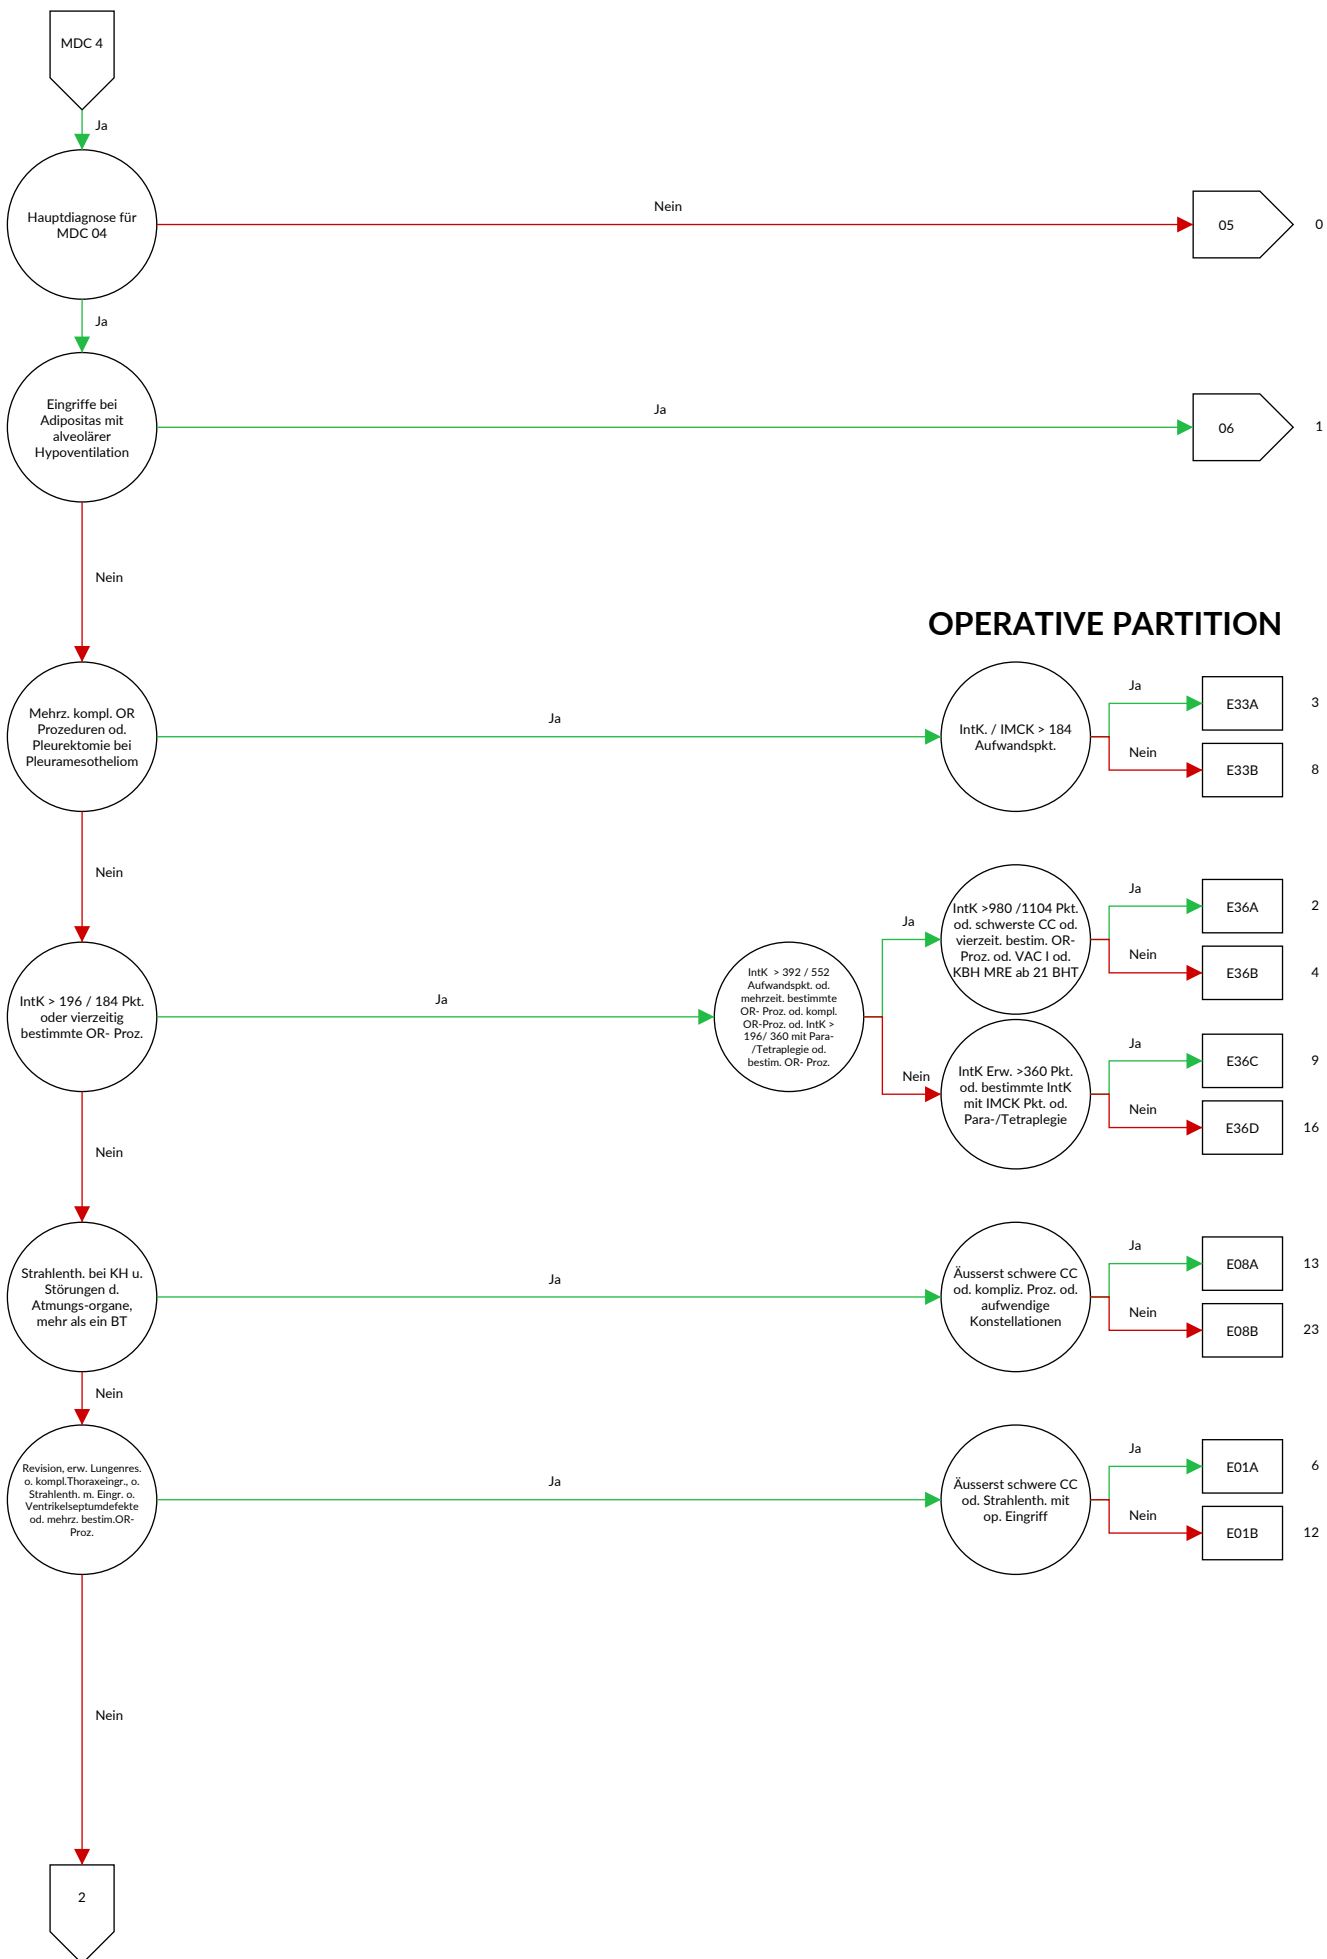 MDC 4
Ja
Hauptdiagnose für
MDC 04
Nein
05
0
Ja
Eingriffe bei
Adipositas mit
alveolärer
Hypoventilation
Ja
06
1
Nein
OPERATIVE PARTITION
Mehrz. kompl. OR
Prozeduren od.
Pleurektomie bei
Pleuramesotheliom
Ja
IntK. / IMCK > 184
Aufwandspkt.
Ja
E33A
3
Nein
E33B
8
Nein
IntK > 196 / 184 Pkt.
oder vierzeitig
bestimmte OR- Proz.
Ja
IntK > 392 / 552
Aufwandspkt. od.
mehrzeit. bestimmte
OR- Proz. od. kompl.
OR-Proz. od. IntK >
196/ 360 mit Para-
/Tetraplegie od.
bestim. OR- Proz.
Ja
IntK >980 /1104 Pkt.
od. schwerste CC od.
vierzeit. bestim. OR-
Proz. od. VAC I od.
KBH MRE ab 21 BHT
Ja
E36A
2
Nein
E36B
4
Nein
IntK Erw. >360 Pkt.
od. bestimmte IntK
mit IMCK Pkt. od.
Para-/Tetraplegie
Ja
E36C
9
Nein
E36D
16
Nein
Strahlenth. bei KH u.
Störungen d.
Atmungs-organe,
mehr als ein BT
Ja
Äusserst schwere CC
od. kompliz. Proz. od.
aufwendige
Konstellationen
Ja
E08A
13
Nein
E08B
23
Nein
Revision, erw. Lungenres.
o. kompl.Thoraxeingr., o.
Strahlenth. m. Eingr. o.
Ventrikelseptumdefekte
od. mehrz. bestim.OR-
Proz.
Ja
Äusserst schwere CC
od. Strahlenth. mit
op. Eingriff
Ja
E01A
6
Nein
E01B
12
Nein
2